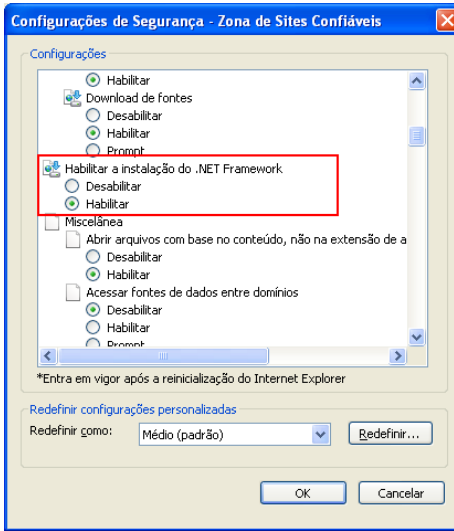 Configurações de Segurança - Zona de Sites Confiáveis
Configurações
Habilitar
Download de fontes
Desabilitar
Habilitar
Prompt
Habilitar a instalação do .NET Framework
Desabilitar
Habilitar
Miscelânea
Abrir arquivos com base no conteúdo, não na extensão de a
Desabilitar
Habilitar
Acessar fontes de dados entre domínios
Desabilitar
Habilitar
Prompt
*Entra em vigor após a reinicialização do Internet Explorer
Redefinir configurações personalizadas
Redefinir como: Médio (padrão) Redefinir...
OK Cancelar